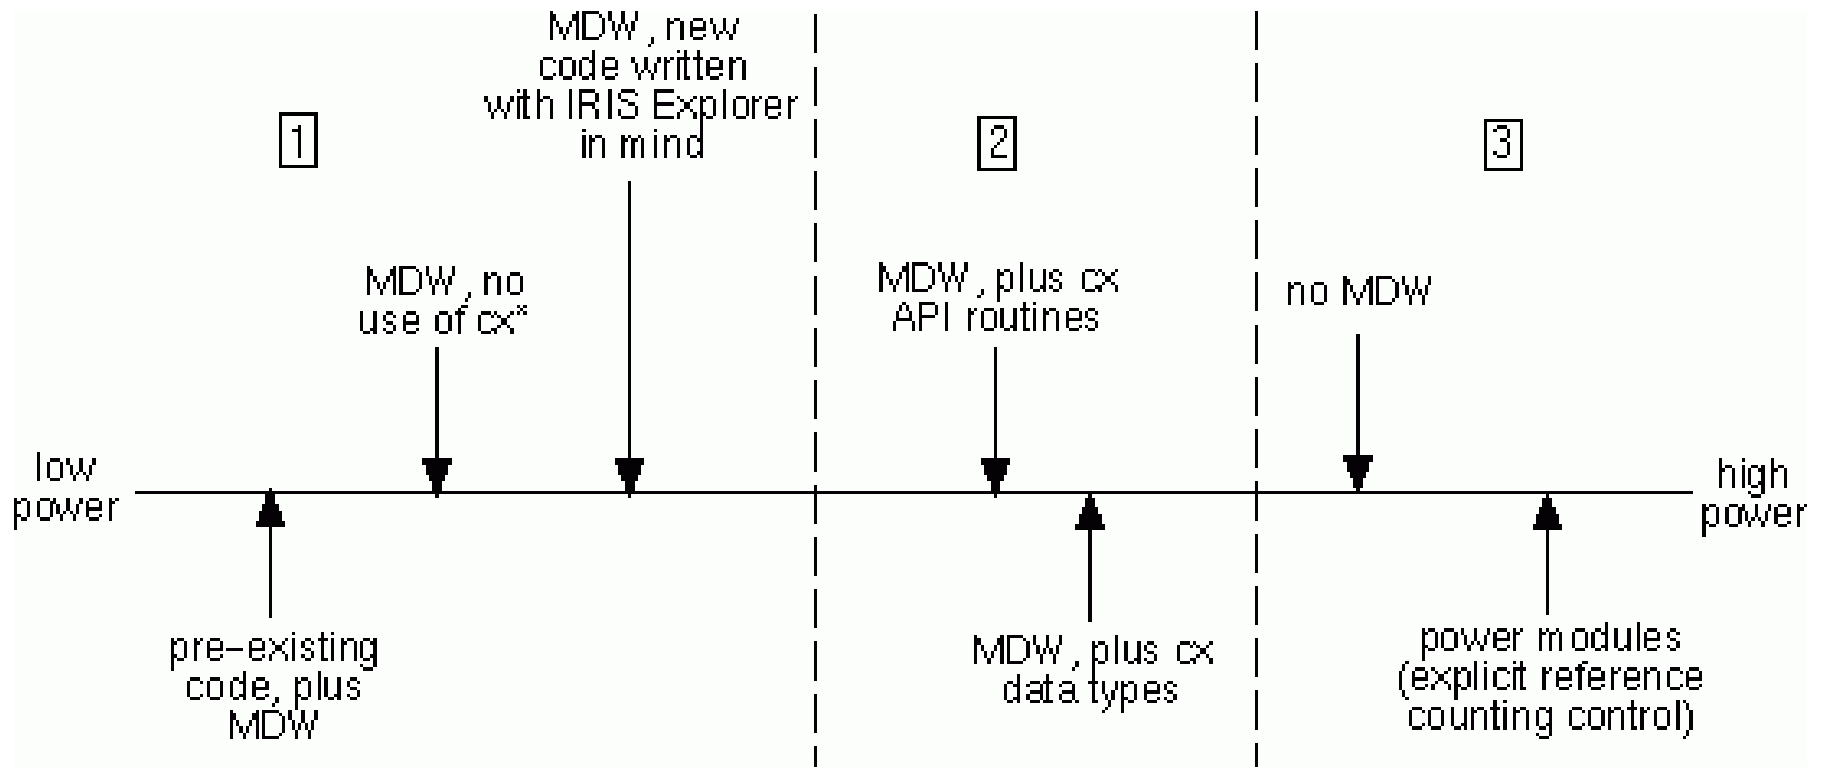 MDW, new
code written
with IRIS Explorer
in mind
1
2
3
MDW, no
use of cx*
MDW, plus cx
API routines
no MDW
low
power
high
power
pre-existing
code, plus
MDW
MDW, plus cx
data types
power modules
(explicit reference
counting control)